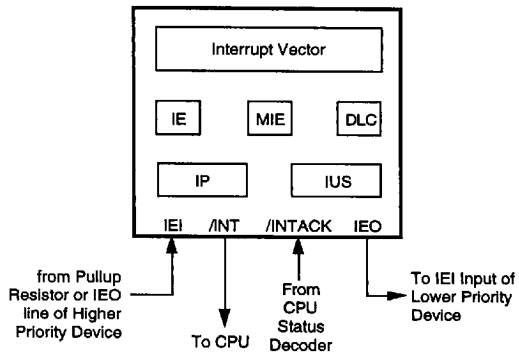 Interrupt Vector
IE MIE DLC
IP IUS
IEI /INT /INTACK IEO
from Pullup
Resistor or IEO
line of Higher
Priority Device
To CPU
From
CPU
Status
Decoder
To IEI Input of
Lower Priority
Device